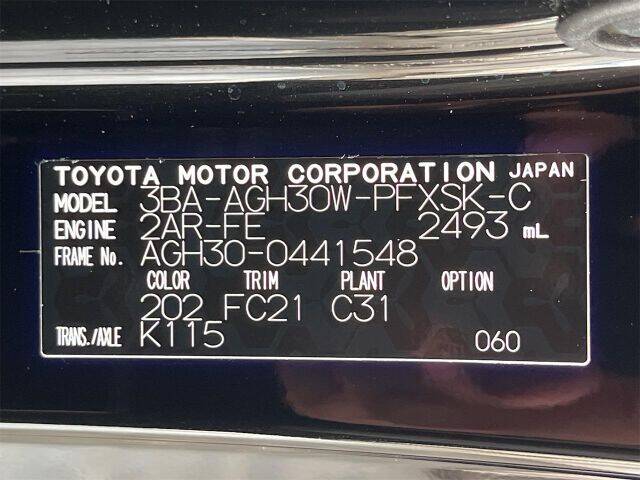 TOYOTA MOTOR CORPORATION JAPAN
MODEL 3BA-AGH30W-PFXSK-C
ENGINE 2AR-FE 2493 mL
FRAME No. AGH30-0441548
COLOR TRIM PLANT OPTION
202 FC21 C31
TRANS./AXLE K115 060